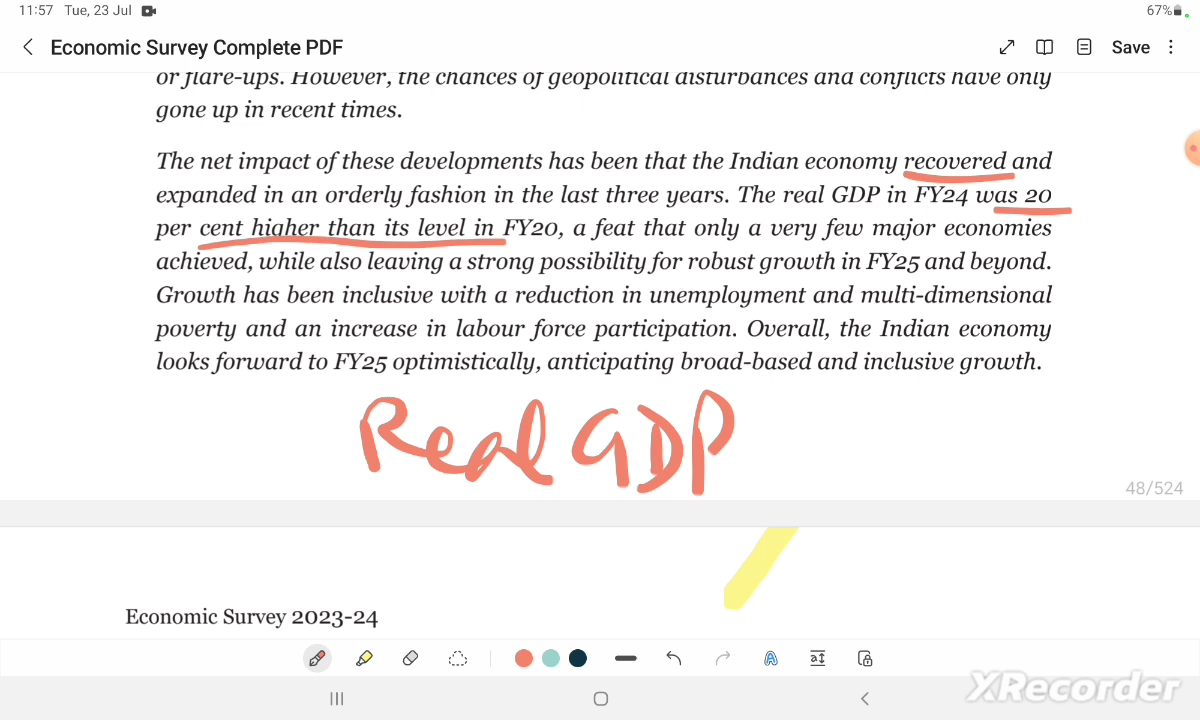 11:57 Tue, 23 Jul
67%
Economic Survey Complete PDF
Save
or flare-ups. However, the chances of geopolitical disturbances and conflicts have only
gone up in recent times.
The net impact of these developments has been that the Indian economy recovered and
expanded in an orderly fashion in the last three years. The real GDP in FY24 was 20
per cent higher than its level in FY20, a feat that only a very few major economies
achieved, while also leaving a strong possibility for robust growth in FY25 and beyond.
Growth has been inclusive with a reduction in unemployment and multi-dimensional
poverty and an increase in labour force participation. Overall, the Indian economy
looks forward to FY25 optimistically, anticipating broad-based and inclusive growth.
Real GDP
48/524
Economic Survey 2023-24
XRecorder